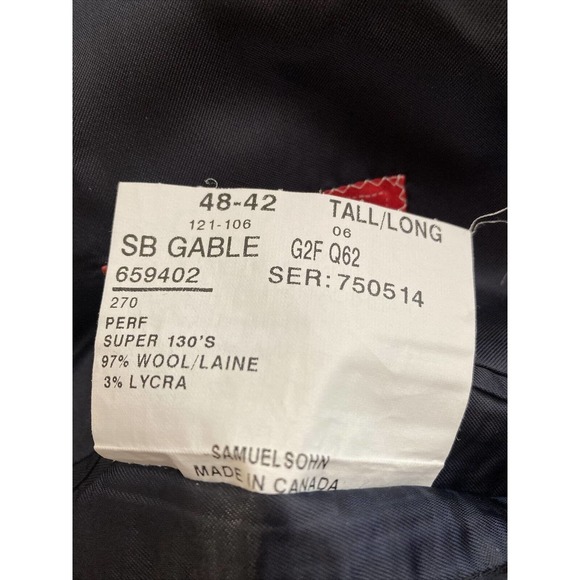 48-42 TALL/LONG
121-106 06
SB GABLE G2F Q62
659402 SER: 750514
270
PERF
SUPER 130'S
97% WOOL/LAINE
3% LYCRA
SAMUELSOHN
MADE IN CANADA